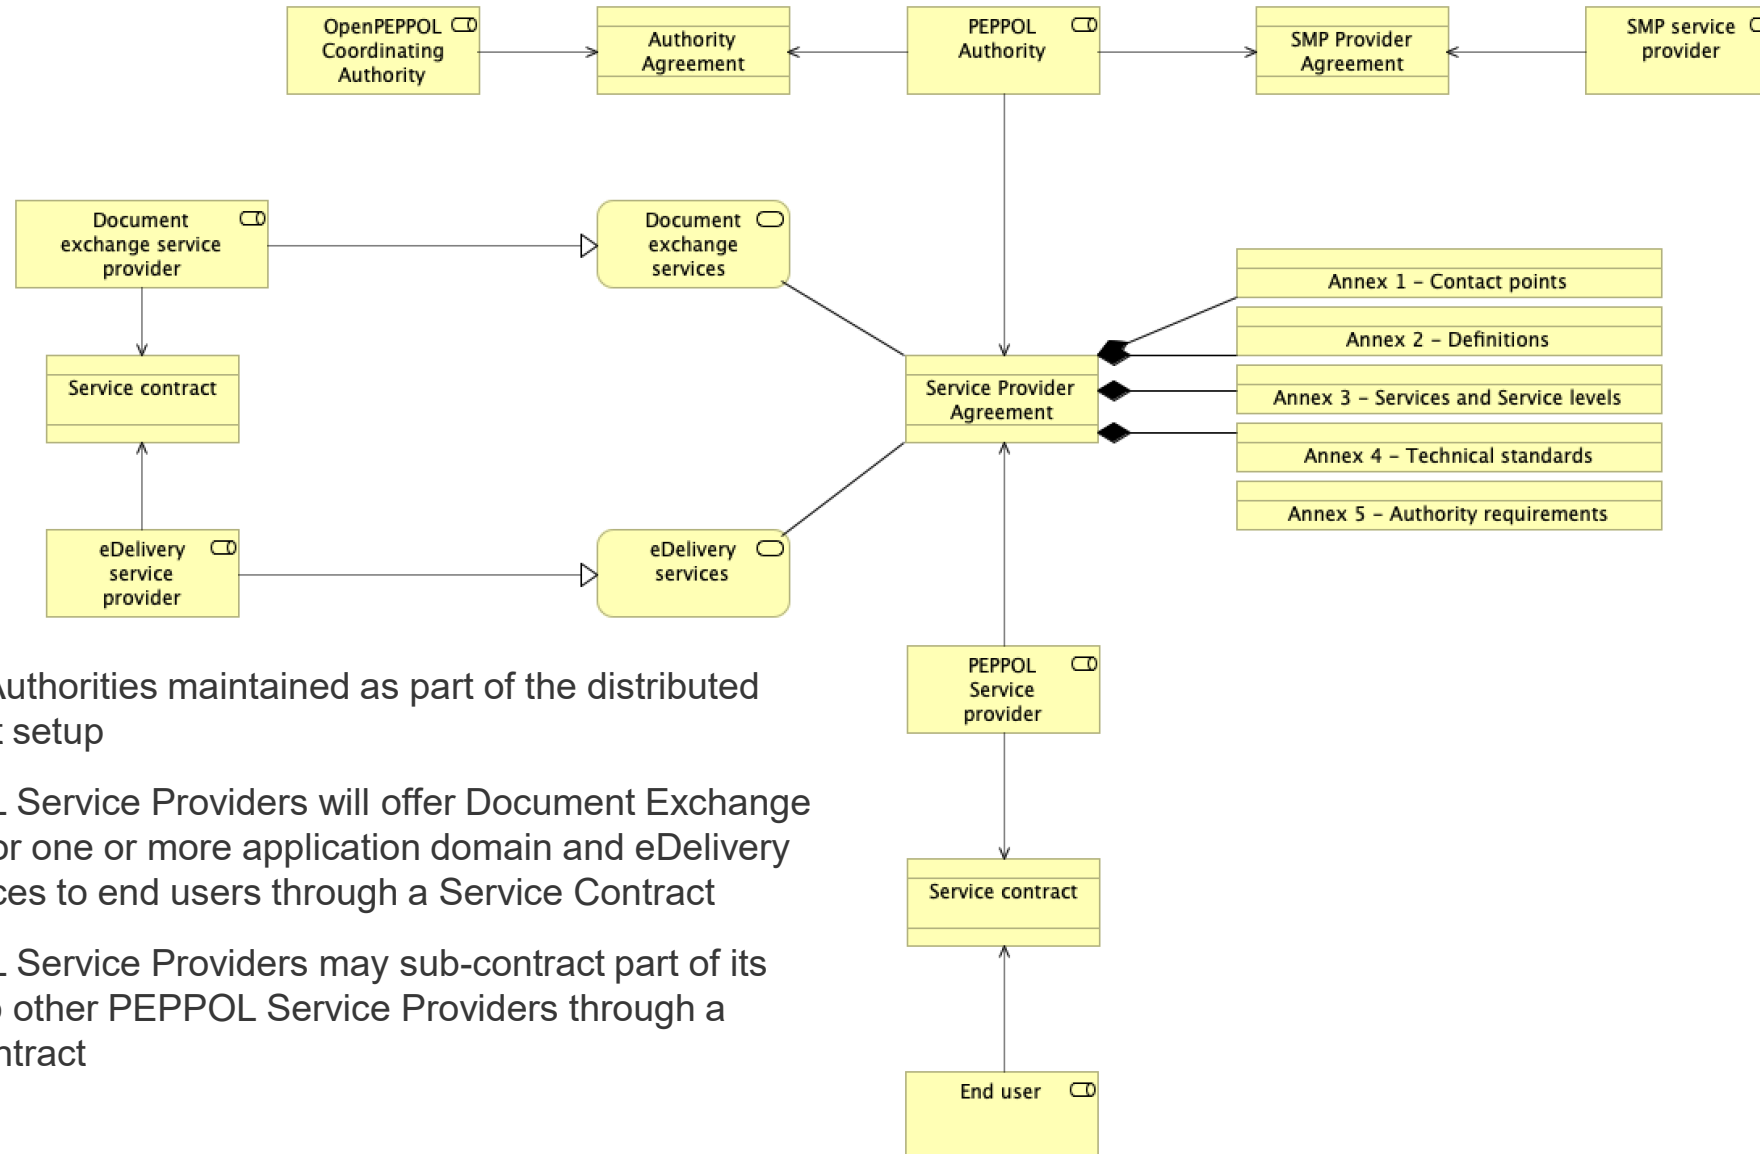 OpenPEPPOL
Coordinating
Authority
Authority
Agreement
PEPPOL
Authority
SMP Provider
Agreement
SMP service
provider
Document
exchange service
provider
Document
exchange
services
Annex 1 – Contact points
Annex 2 – Definitions
Annex 3 – Services and Service levels
Annex 4 – Technical standards
Annex 5 – Authority requirements
Service contract
Service Provider
Agreement
eDelivery
service
provider
eDelivery
services
PEPPOL
Service
provider
Authorities maintained as part of the distributed
setup
Service Providers will offer Document Exchange
or one or more application domain and eDelivery
to end users through a Service Contract
Service Providers may sub-contract part of its
other PEPPOL Service Providers through a
Service contract
End user